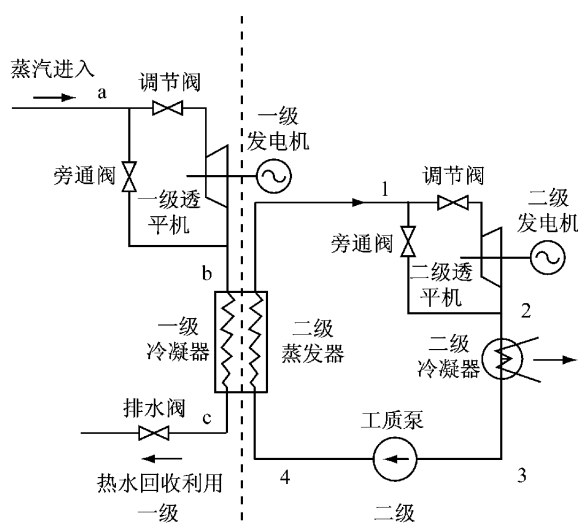 蒸汽进入
a
调节阀
一级
发电机
旁通阀
一级透
平机
1
调节阀
二级
发电机
旁通阀
二级透
平机
b
2
一级
冷凝器
二级
蒸发器
二级
冷凝器
排水阀
c
工质泵
热水回收利用
4
3
一级
二级